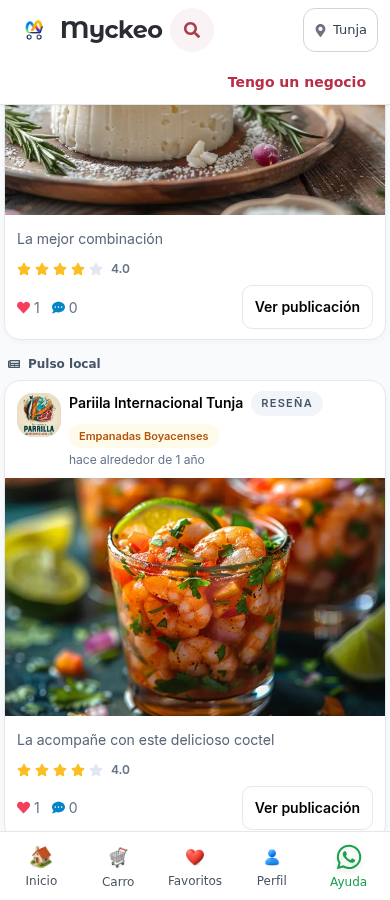 Myckeo
Tunja
Tengo un negocio
La mejor combinación
4.0
1 0
Ver publicación
Pulso local
Pariila Internacional Tunja RESEÑA
PARRILLA
Empanadas Boyacenses
hace alrededor de 1 año
La acompañe con este delicioso coctel
4.0
1 0
Ver publicación
Inicio Carro Favoritos Perfil Ayuda